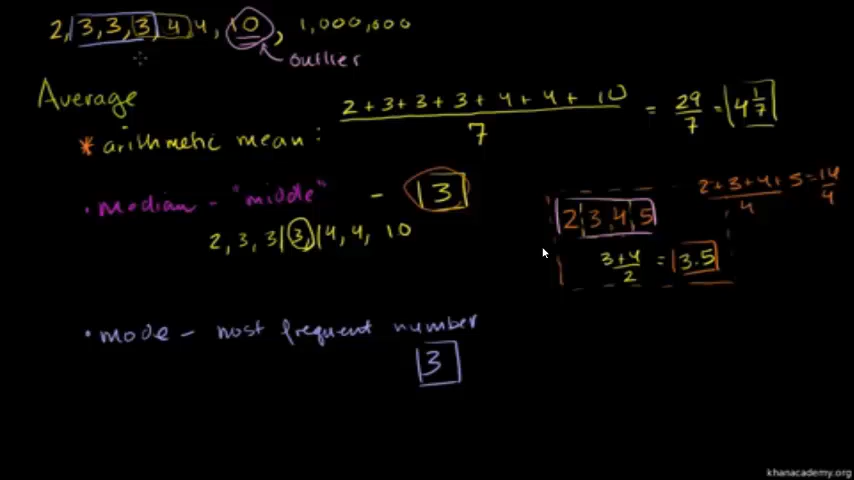 2, 3, 3, 3, 4, 4, 10, 1,000,000
outlier
Average
* arithmetic mean: 2+3+3+3+4+4+10 / 7 = 29/7 = 4 1/7
• Median - "middle" - 3
2, 3, 3 | 3, | 4, 4, 10
2, 3, 4, 5
2+3+4+5 / 4 = 14/4
3+4 / 2 = 3.5
• mode - most frequent number
3
khanacademy.org